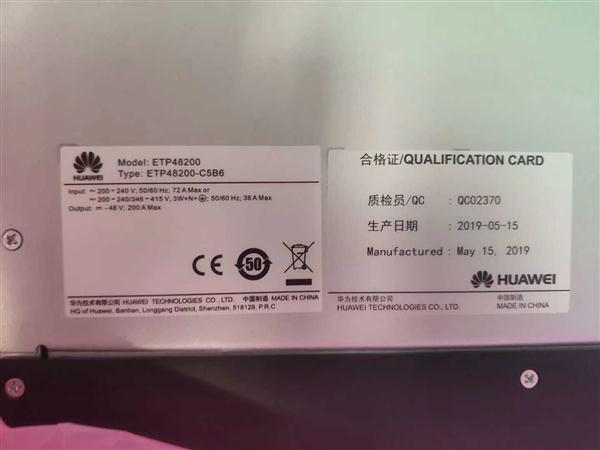 HUAWEI
Model: ETP48200
Type: ETP48200-C5B6
Input: ~ 200-240 V; 50/60 Hz; 72 A Max or
~ 200-240/346-415 V; 3W+N+; 50/60 Hz; 36 A Max
Output: -48 V; 200 A Max
CE
50
华为技术有限公司 HUAWEI TECHNOLOGIES CO., LTD. 中国制造 MADE IN CHINA
HQ of Huawei, Bantian, Longgang District, Shenzhen, 518129, P.R.C
合格证/QUALIFICATION CARD
质检员/QC : QC02370
生产日期 : 2019-05-15
Manufactured : May 15, 2019
HUAWEI
华为技术有限公司 中国制造
HUAWEI TECHNOLOGIES CO., LTD. MADE IN CHINA